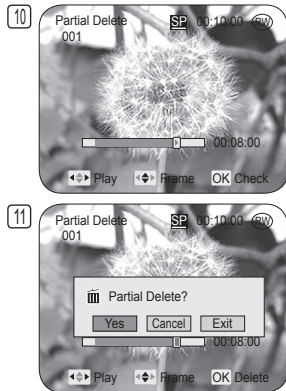 10
Partial Delete SP 00:10:00 RW
001
00:08:00
Play Frame OK Check
11
Partial Delete SP 00:10:00 RW
001
Partial Delete?
Yes Cancel Exit
00:08:00
Play Frame OK Delete